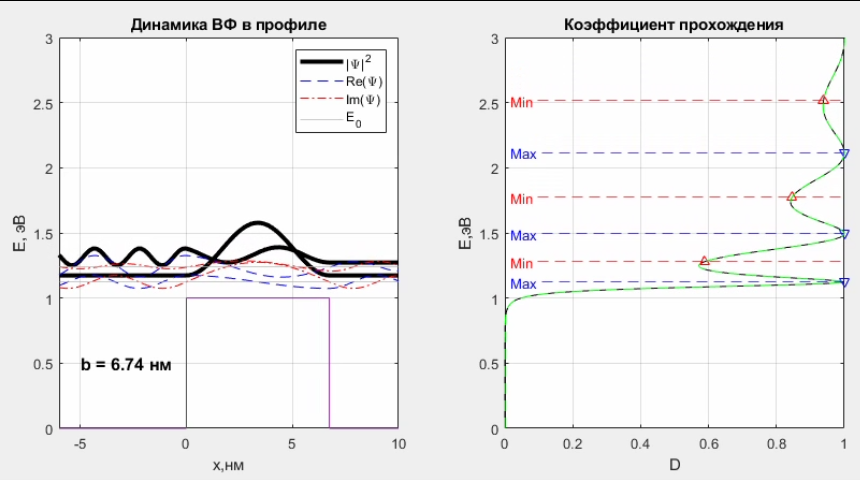 Динамика ВФ в профиле
3
2.5
2
1.5
1
0.5
0
E, эВ
|Ψ|²
Re(Ψ)
Im(Ψ)
E₀
b = 6.74 нм
-5 0 5 10
x,нм
Коэффициент прохождения
3
2.5
2
1.5
1
0.5
0
E,эВ
Min
Max
Min
Max
Min
Max
0 0.2 0.4 0.6 0.8 1
D